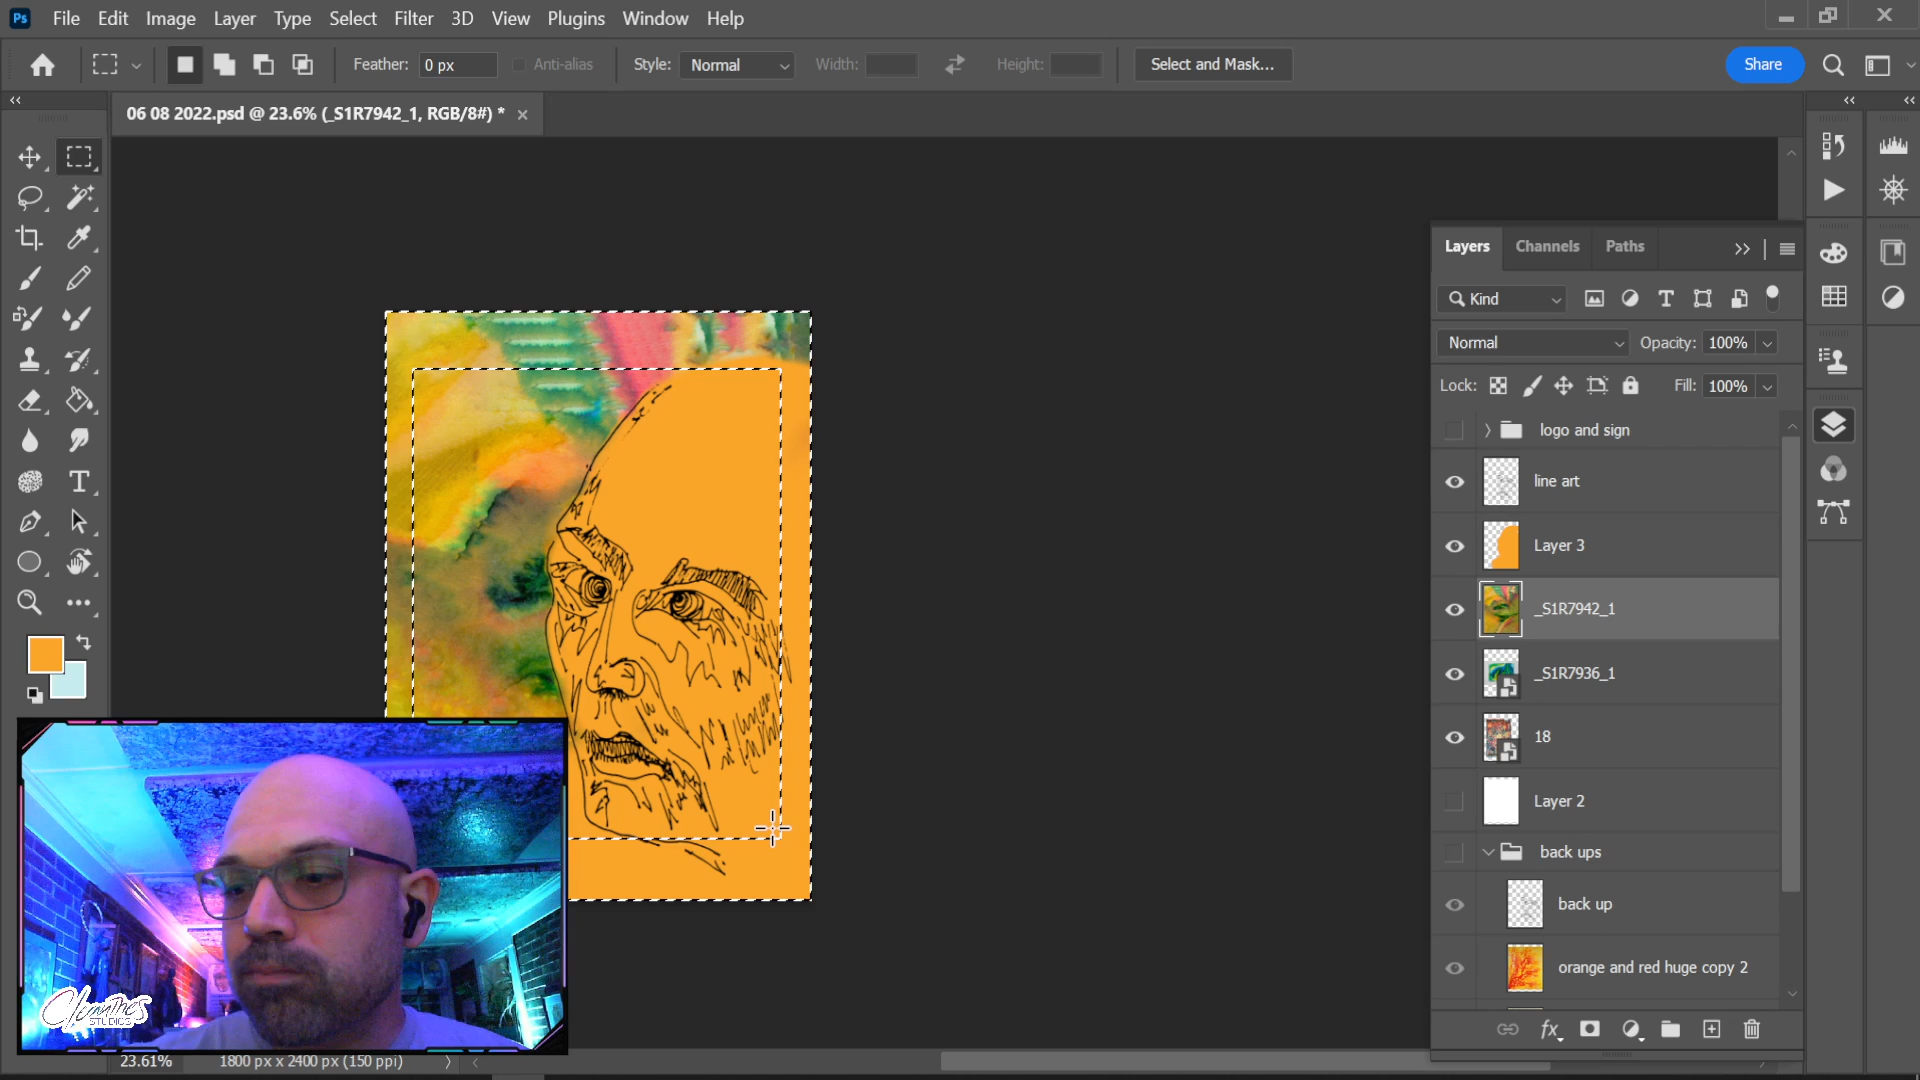 Ps File Edit Image Layer Type Select Filter 3D View Plugins Window Help
Feather: 0 px Anti-alias Style: Normal Width: Height: Select and Mask... Share
06 08 2022.psd @ 23.6% (_S1R7942_1, RGB/8#) *
Layers Channels Paths
Kind
Normal Opacity: 100%
Lock: Fill: 100%
logo and sign
line art
Layer 3
_S1R7942_1
_S1R7936_1
18
Layer 2
back ups
back up
orange and red huge copy 2
fx
STUDIOS
23.61% 1800 px x 2400 px (150 ppi)